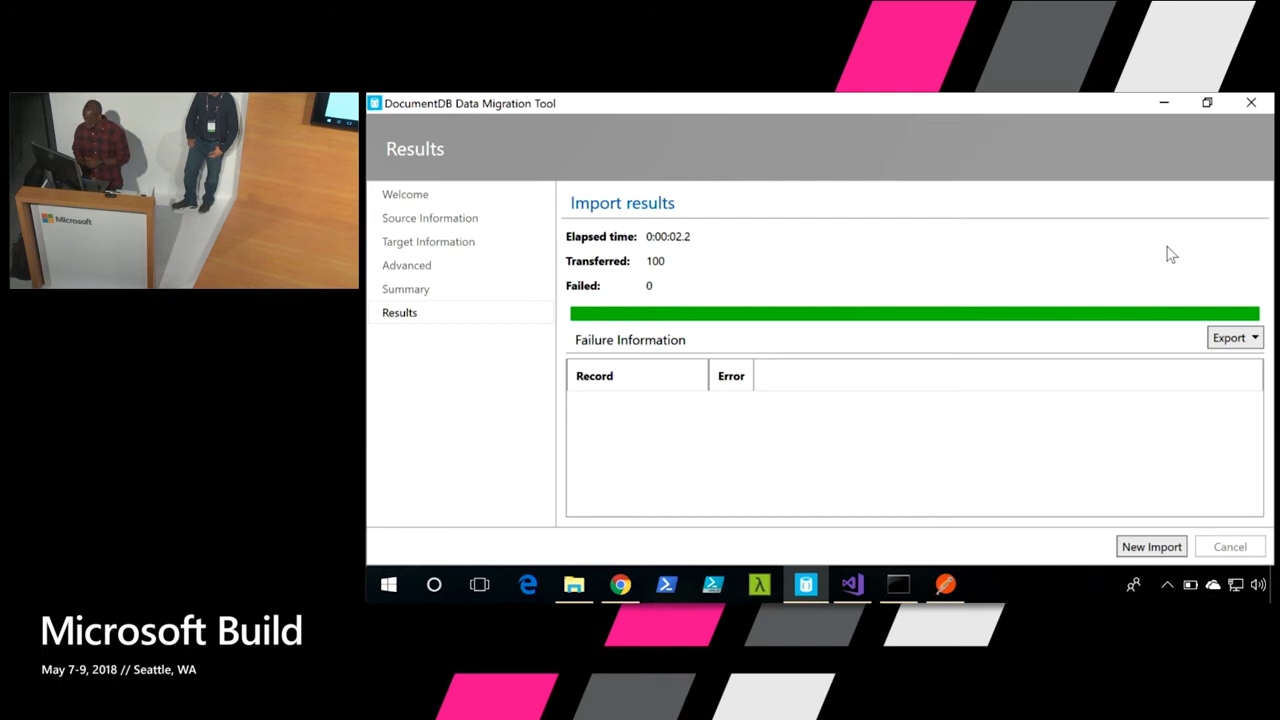 Microsoft
DocumentDB Data Migration Tool
Results
Welcome
Source Information
Target Information
Advanced
Summary
Results
Import results
Elapsed time: 0:00:02.2
Transferred: 100
Failed: 0
Failure Information
Export
Record Error
New Import Cancel
Microsoft Build
May 7-9, 2018 // Seattle, WA